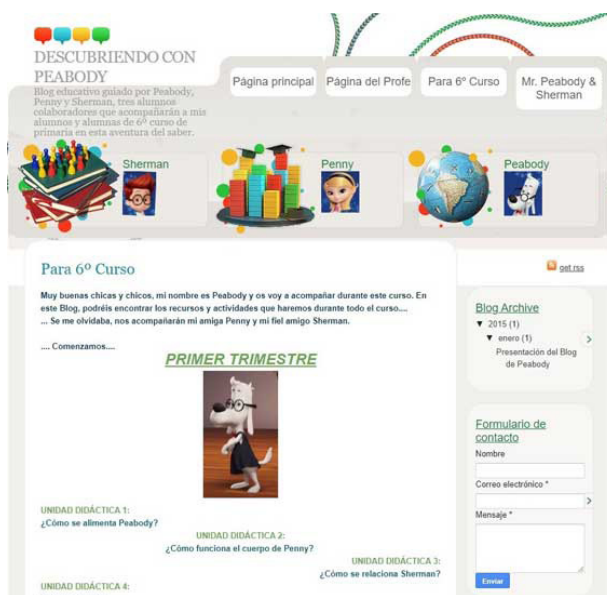 DESCUBRIENDO CON
PEABODY
Blog educativo guiado por Peabody,
Penny y Sherman, tres alumnos
colaboradores que acompañarán a mis
alumnos y alumnas de 6º curso de
primaria en esta aventura del saber.
Página principal
Página del Profe
Para 6º Curso
Mr. Peabody &
Sherman
Sherman
Penny
Peabody
Para 6º Curso
Muy buenas chicas y chicos, mi nombre es Peabody y os voy a acompañar durante este curso. En
este Blog, podréis encontrar los recursos y actividades que haremos durante todo el curso....
... Se me olvidaba, nos acompañarán mi amiga Penny y mi fiel amigo Sherman.
.... Comenzamos....
PRIMER TRIMESTRE
UNIDAD DIDÁCTICA 1:
¿Cómo se alimenta Peabody?
UNIDAD DIDÁCTICA 2:
¿Cómo funciona el cuerpo de Penny?
UNIDAD DIDÁCTICA 3:
¿Cómo se relaciona Sherman?
UNIDAD DIDÁCTICA 4:
get rss
Blog Archive
▼ 2015 (1)
▼ enero (1)
Presentación del Blog
de Peabody
Formulario de
contacto
Nombre
Correo electrónico *
Mensaje *
Enviar